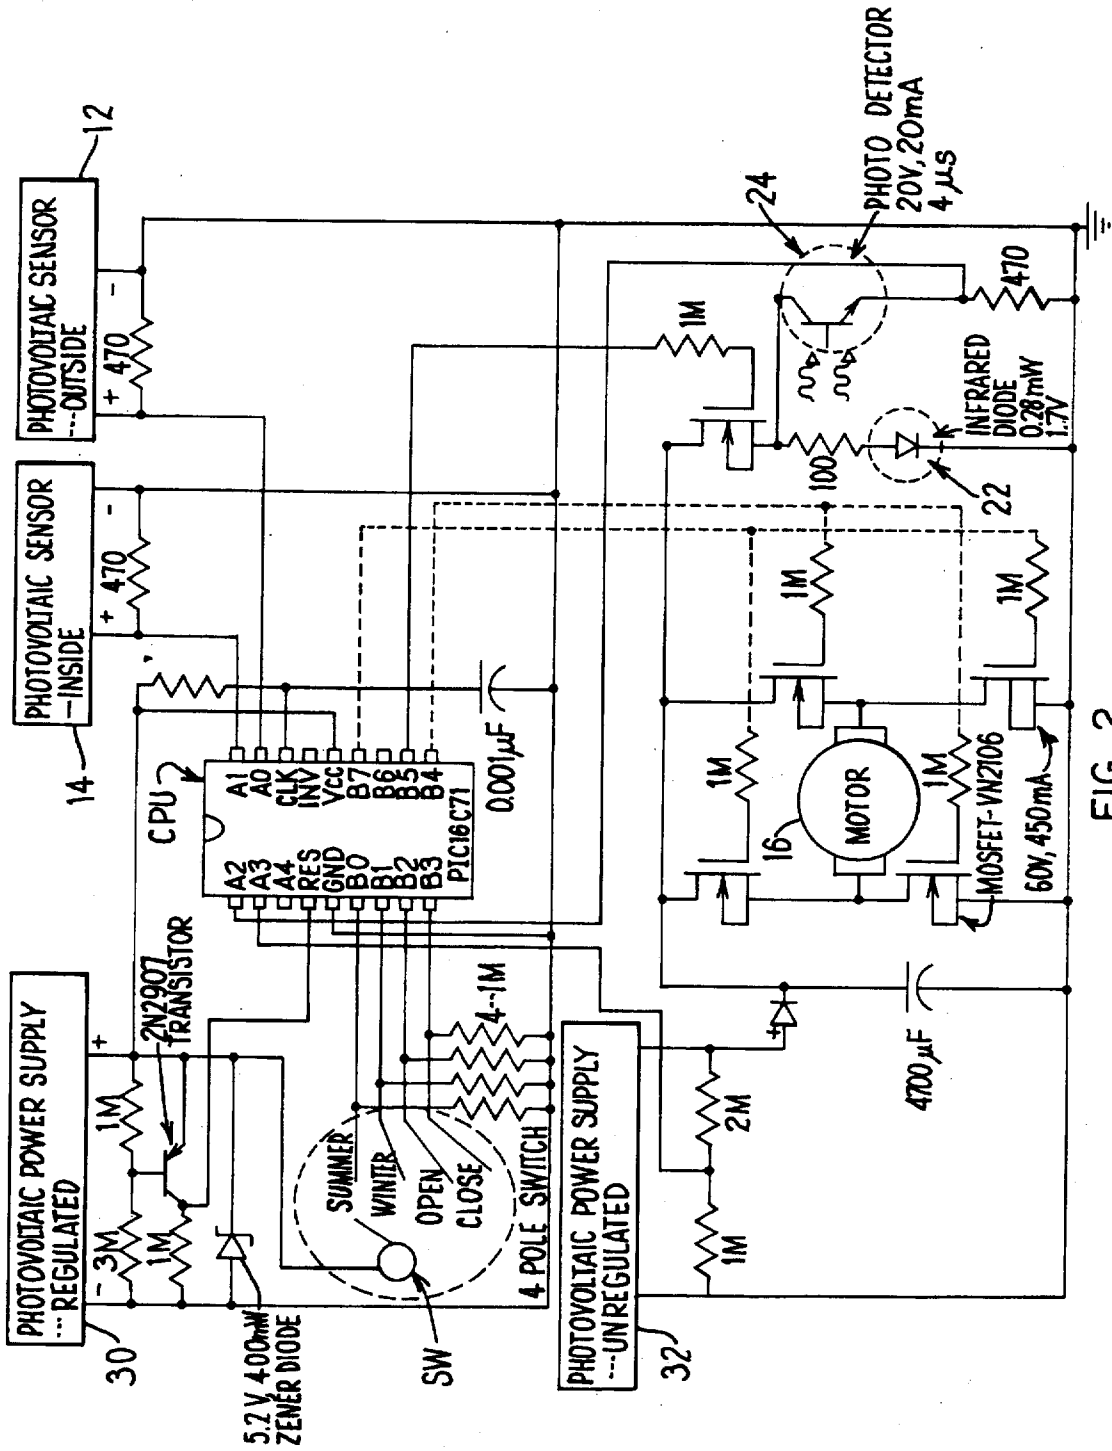 PHOTOVOLTAIC POWER SUPPLY
---REGULATED
30
-
+
3M
1M
1M
2N2907
TRANSISTOR
5.2V, 400mW
ZENER DIODE
PHOTOVOLTAIC SENSOR
-INSIDE
14
+
-
470
PHOTOVOLTAIC SENSOR
---OUTSIDE
12
+
-
470
CPU
A2
A3
A4
RES
GND
B0
B1
B2
B3
A1
A0
CLK
INV
VCC
B7
B6
B5
B4
PIC16C71
0.001µF
SUMMER
WINTER
OPEN
CLOSE
SW
4 POLE SWITCH
4--1M
PHOTOVOLTAIC POWER SUPPLY
---UNREGULATED
32
1M
2M
+
4700µF
MOTOR
16
1M
1M
1M
1M
MOSFET-VN2106
60V, 450mA
1M
100
22
INFRARED
DIODE
0.28mW
1.7V
24
PHOTO DETECTOR
20V, 20mA
4 µs
470
FIG. 2